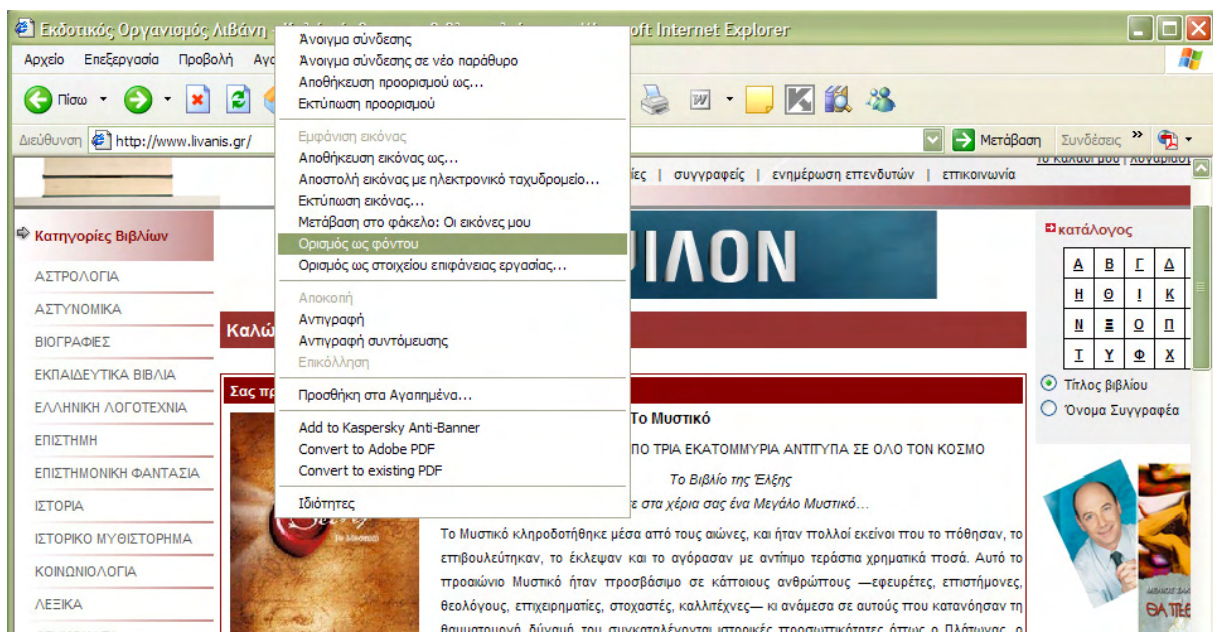 Εκδοτικός Οργανισμός Λιβάνη
oft Internet Explorer
Αρχείο Επεξεργασία Προβολή
Πίσω
Διεύθυνση http://www.livanis.gr/
Μετάβαση Συνδέσεις »
Άνοιγμα σύνδεσης
Άνοιγμα σύνδεσης σε νέο παράθυρο
Αποθήκευση προορισμού ως...
Εκτύπωση προορισμού
Εμφάνιση εικόνας
Αποθήκευση εικόνας ως...
Αποστολή εικόνας με ηλεκτρονικό ταχυδρομείο...
Εκτύπωση εικόνας...
Μετάβαση στο φάκελο: Οι εικόνες μου
Ορισμός ως φόντου
Ορισμός ως στοιχείου επιφάνειας εργασίας...
Αποκοπή
Αντιγραφή
Αντιγραφή συντόμευσης
Επικόλληση
Προσθήκη στα Αγαπημένα...
Add to Kaspersky Anti-Banner
Convert to Adobe PDF
Convert to existing PDF
Ιδιότητες
ίες | συγγραφείς | ενημέρωση επενδυτών | επικοινωνία
Κατηγορίες Βιβλίων
ΑΣΤΡΟΛΟΓΙΑ
ΑΣΤΥΝΟΜΙΚΑ
ΒΙΟΓΡΑΦΙΕΣ
ΕΚΠΑΙΔΕΥΤΙΚΑ ΒΙΒΛΙΑ
ΕΛΛΗΝΙΚΗ ΛΟΓΟΤΕΧΝΙΑ
ΕΠΙΣΤΗΜΗ
ΕΠΙΣΤΗΜΟΝΙΚΗ ΦΑΝΤΑΣΙΑ
ΙΣΤΟΡΙΑ
ΙΣΤΟΡΙΚΟ ΜΥΘΙΣΤΟΡΗΜΑ
ΚΟΙΝΩΝΙΟΛΟΓΙΑ
ΛΕΞΙΚΑ
ΙΛΟΝ
Καλώ
Σας πρ
Το Μυστικό
ΠΟ ΤΡΙΑ ΕΚΑΤΟΜΜΥΡΙΑ ΑΝΤΙΤΥΠΑ ΣΕ ΟΛΟ ΤΟΝ ΚΟΣΜΟ
Το Βιβλίο της Έλξης
ε στα χέρια σας ένα Μεγάλο Μυστικό...
Το Μυστικό κληροδοτήθηκε μέσα από τους αιώνες, και ήταν πολλοί εκείνοι που το πόθησαν, το
επιβουλεύτηκαν, το έκλεψαν και το αγόρασαν με αντίτιμο τεράστια χρηματικά ποσά. Αυτό το
προαιώνιο Μυστικό ήταν προσβάσιμο σε κάποιους ανθρώπους —εφευρέτες, επιστήμονες,
θεολόγους, επιχειρηματίες, στοχαστές, καλλιτέχνες— κι ανάμεσα σε αυτούς που κατανόησαν τη
θαυματουργή δύναμή του συγκαταλέγονται ιστορικές προσωπικότητες όπως ο Πλάτωνας, ο
κατάλογος
Α Β Γ Δ
Η Θ Ι Κ
Ν Ξ Ο Π
Τ Υ Φ Χ
Τίτλος βιβλίου
Όνομα Συγγραφέα